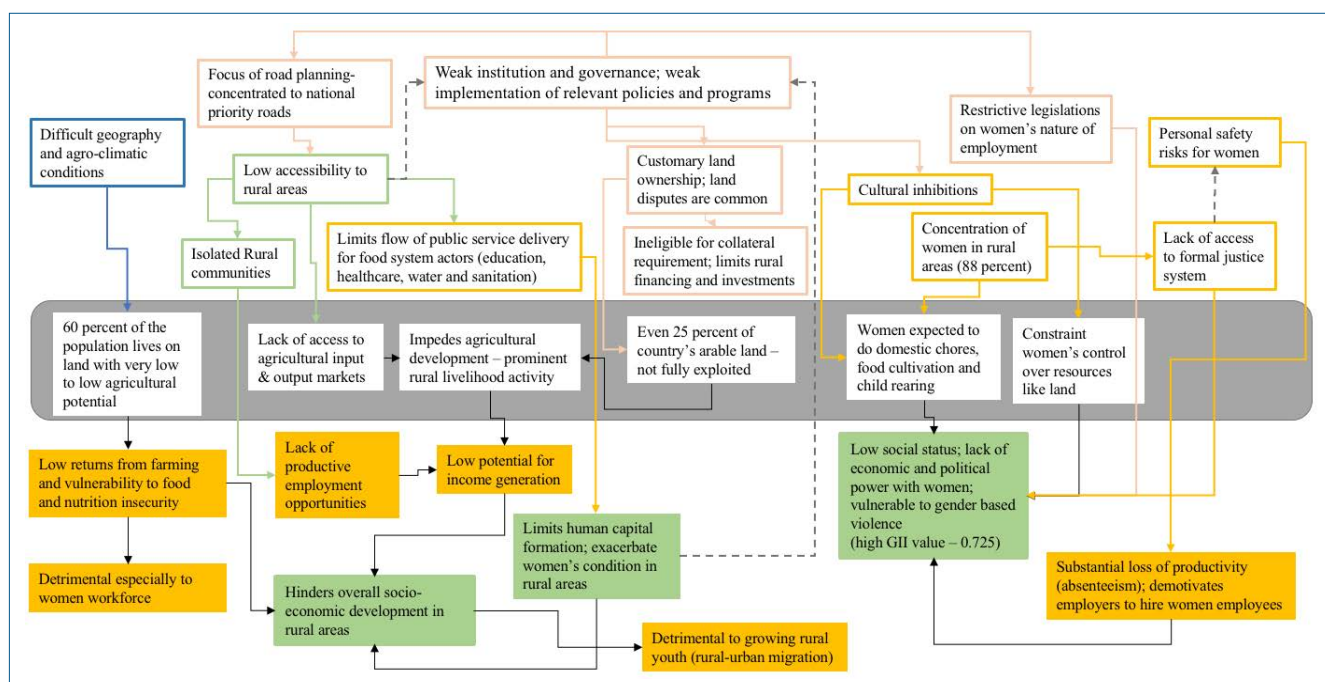 Focus of road planning-
concentrated to national
priority roads
Weak institution and governance; weak
implementation of relevant policies and programs
Restrictive legislations
on women's nature of
employment
Personal safety
risks for women
Difficult geography
and agro-climatic
conditions
Low accessibility to
rural areas
Customary land
ownership; land
disputes are common
Cultural inhibitions
Isolated Rural
communities
Limits flow of public service delivery
for food system actors (education,
healthcare, water and sanitation)
Ineligible for collateral
requirement; limits rural
financing and investments
Concentration of
women in rural
areas (88 percent)
Lack of access
to formal justice
system
60 percent of the
population lives on
land with very low
to low agricultural
potential
Lack of access to
agricultural input
& output markets
Impedes agricultural
development – prominent
rural livelihood activity
Even 25 percent of
country's arable land –
not fully exploited
Women expected to
do domestic chores,
food cultivation and
child rearing
Constraint
women's control
over resources
like land
Low returns from farming
and vulnerability to food
and nutrition insecurity
Lack of
productive
employment
opportunities
Low potential for
income generation
Low social status; lack of
economic and political
power with women;
vulnerable to gender based
violence
(high GII value – 0.725)
Limits human capital
formation; exacerbate
women's condition in
rural areas
Detrimental especially to
women workforce
Hinders overall socio-
economic development in
rural areas
Detrimental to growing rural
youth (rural-urban migration)
Substantial loss of productivity
(absenteeism); demotivates
employers to hire women employees